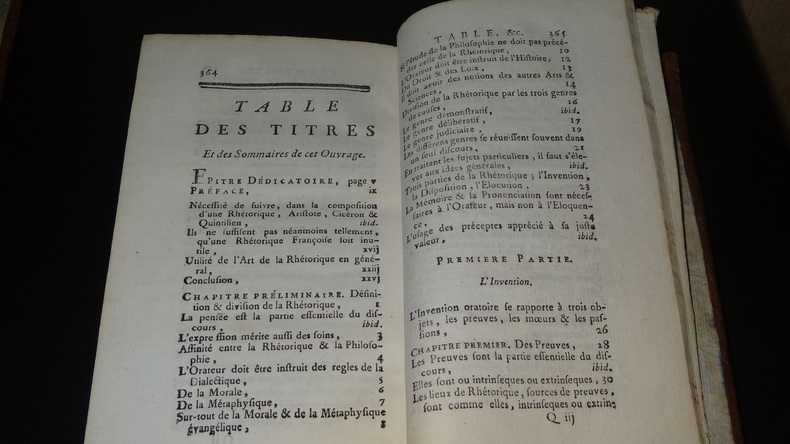 364
TABLE
DES TITRES
Et des Sommaires de cet Ouvrage.
EPITRE DÉDICATOIRE, page v
PRÉFACE, ix
Nécessité de suivre, dans la composition
d'une Rhétorique, Aristote, Cicéron &
Quintilien, ibid.
Ils ne suffisent pas néanmoins tellement,
qu'une Rhétorique Françoise soit inu-
tile, xvij
Utilité de l'Art de la Rhétorique en géné-
ral, xxiij
Conclusion, xxvj
CHAPITRE PRÉLIMINAIRE. Défini-
tion & division de la Rhétorique, 1
La pensée est la partie essentielle du dis-
cours, ibid.
L'expression mérite aussi des soins, 3
Affinité entre la Rhétorique & la Philoso-
phie, 4
L'Orateur doit être instruit des regles de la
Dialectique, 5
De la Morale, 6
De la Métaphysique, 7
Sur-tout de la Morale & de la Métaphysique
évangélique, 8
TABLE, &c. 365
L'étude de la Philosophie ne doit pas précé-
der celle de la Rhétorique, 10
L'Orateur doit être instruit de l'Histoire, 12
Du Droit & des Loix, 13
Il doit avoir des notions des autres Arts &
Sciences, 14
Division de la Rhétorique par les trois genres
de causes, 16
Le genre démonstratif, ibid.
Le genre déliberatif, 17
Le genre judiciaire, 19
Les différens genres se réunissent souvent dans
un seul discours, 21
En traitant les sujets particuliers, il faut s'éle-
ver aux idées générales, ibid.
Trois parties de la Rhétorique; l'Invention,
la Disposition, l'Elocution, 23
La Mémoire & la Prononciation sont néces-
saires à l'Orateur, mais non à l'Eloquen-
ce, 24
L'usage des préceptes apprécié à sa juste
valeur, ibid.
PREMIERE PARTIE.
L'Invention.
L'Invention oratoire se rapporte à trois ob-
jets, les preuves, les mœurs & les pas-
sions, 26
CHAPITRE PREMIER. Des Preuves, 28
Les Preuves sont la partie essentielle du dis-
cours, ibid.
Elles sont ou intrinseques ou extrinseques, 30
Les lieux de Rhétorique, sources de preuves,
sont comme elles, intrinseques ou extrin-
Q iij